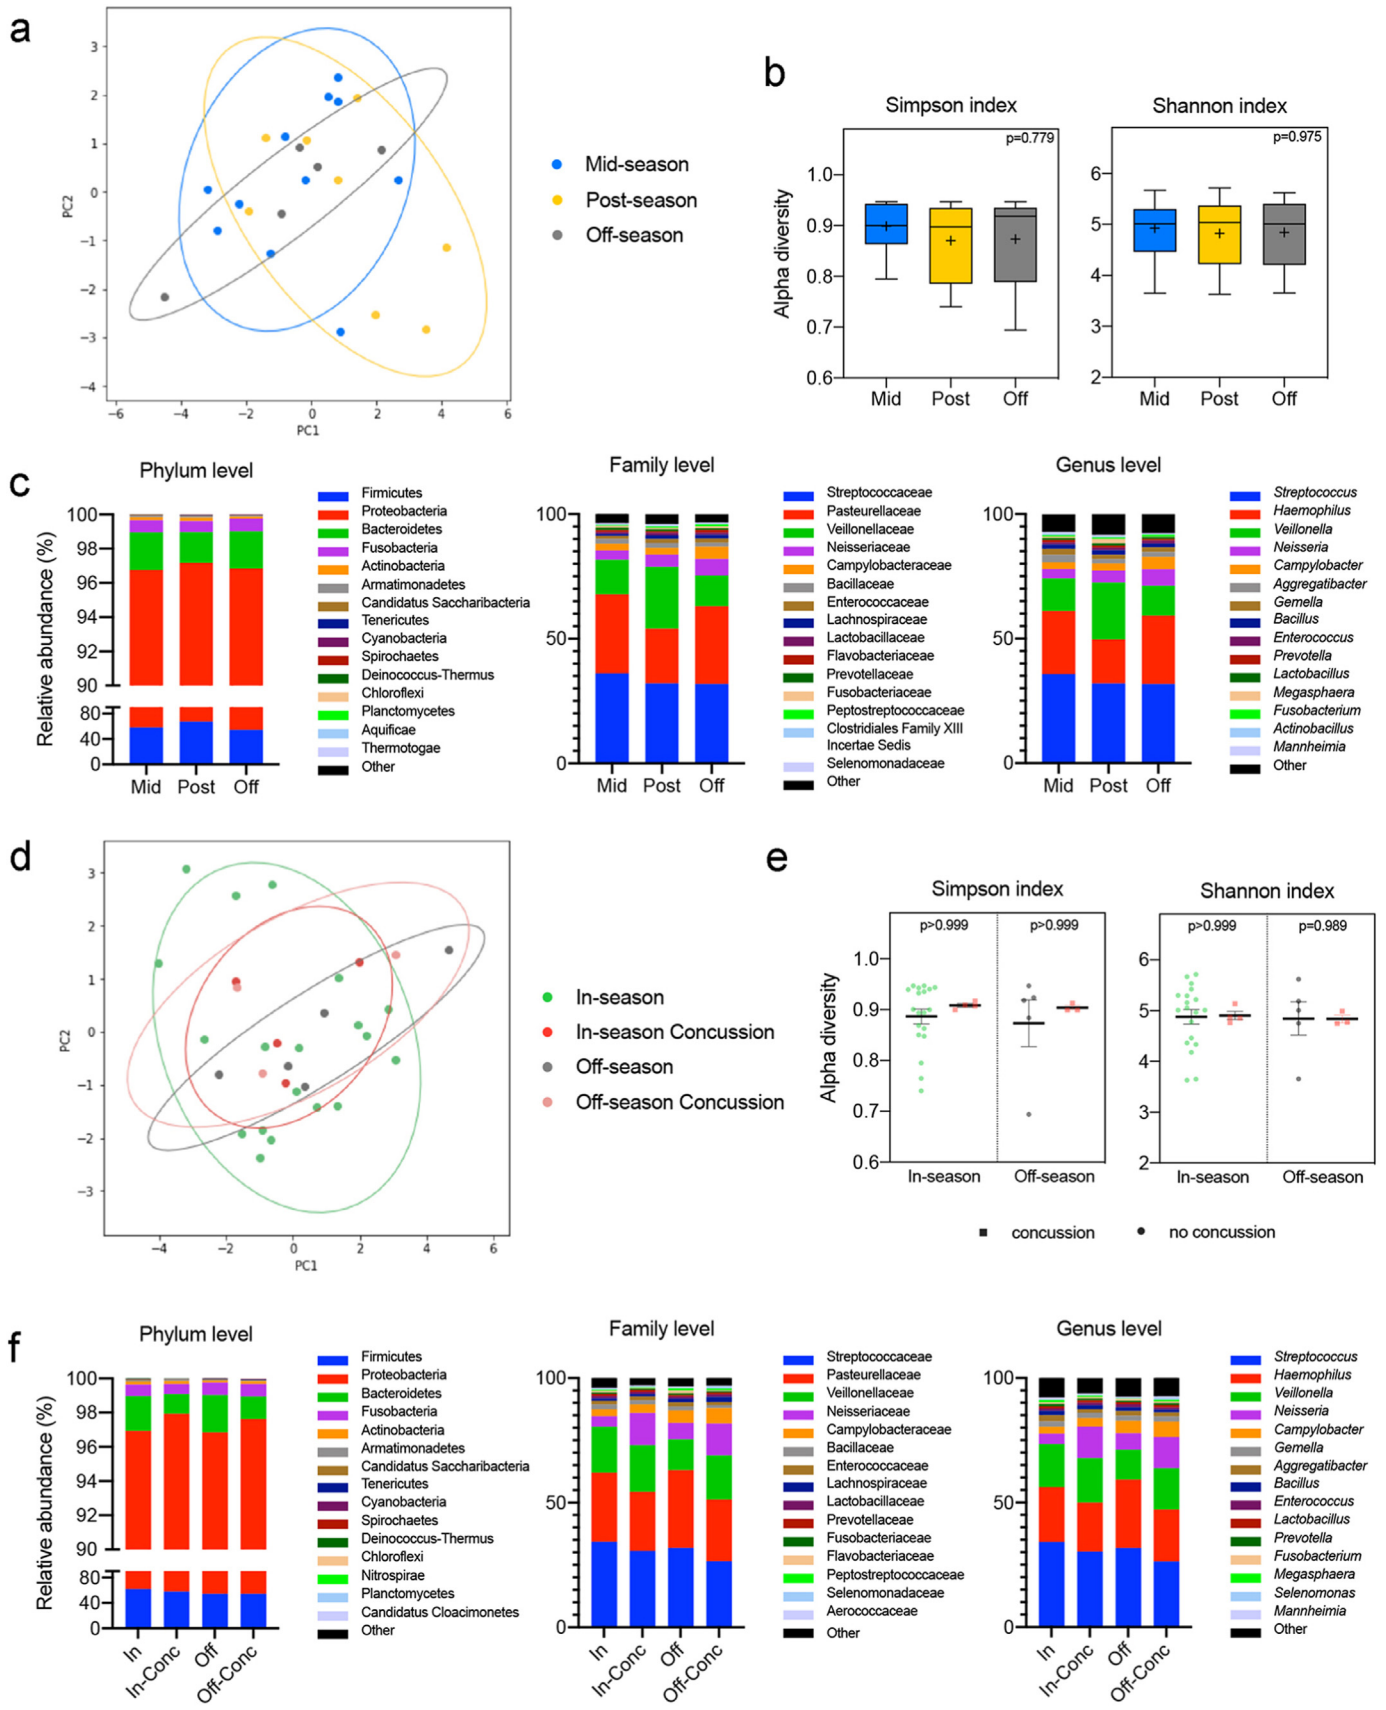 a
3
2
1
0
−1
−2
−3
−4
PC2
−6 −4 −2 0 2 4 6
PC1
Mid-season
Post-season
Off-season
b
Simpson index
p=0.779
1.0
0.9
0.8
0.7
0.6
Alpha diversity
Mid Post Off
Shannon index
p=0.975
6
5
4
3
2
Mid Post Off
c
Phylum level
Relative abundance (%)
100
98
96
94
92
90
80
40
0
Mid Post Off
Firmicutes
Proteobacteria
Bacteroidetes
Fusobacteria
Actinobacteria
Armatimonadetes
Candidatus Saccharibacteria
Tenericutes
Cyanobacteria
Spirochaetes
Deinococcus-Thermus
Chloroflexi
Planctomycetes
Aquificae
Thermotogae
Other
Family level
100
50
0
Mid Post Off
Streptococcaceae
Pasteurellaceae
Veillonellaceae
Neisseriaceae
Campylobacteraceae
Bacillaceae
Enterococcaceae
Lachnospiraceae
Lactobacillaceae
Flavobacteriaceae
Prevotellaceae
Fusobacteriaceae
Peptostreptococcaceae
Clostridiales Family XIII
Incertae Sedis
Selenomonadaceae
Other
Genus level
100
50
0
Mid Post Off
Streptococcus
Haemophilus
Veillonella
Neisseria
Campylobacter
Aggregatibacter
Gemella
Bacillus
Enterococcus
Prevotella
Lactobacillus
Megasphaera
Fusobacterium
Actinobacillus
Mannheimia
Other
d
3
2
1
0
−1
−2
−3
PC2
−4 −2 0 2 4 6
PC1
In-season
In-season Concussion
Off-season
Off-season Concussion
e
Simpson index
p>0.999 p>0.999
1.0
0.9
0.8
0.7
0.6
Alpha diversity
In-season Off-season
Shannon index
p>0.999 p=0.989
6
5
4
3
2
In-season Off-season
concussion no concussion
f
Phylum level
Relative abundance (%)
100
98
96
94
92
90
80
40
0
In In-Conc Off Off-Conc
Firmicutes
Proteobacteria
Bacteroidetes
Fusobacteria
Actinobacteria
Armatimonadetes
Candidatus Saccharibacteria
Tenericutes
Cyanobacteria
Spirochaetes
Deinococcus-Thermus
Chloroflexi
Nitrospirae
Planctomycetes
Candidatus Cloacimonetes
Other
Family level
100
50
0
In In-Conc Off Off-Conc
Streptococcaceae
Pasteurellaceae
Veillonellaceae
Neisseriaceae
Campylobacteraceae
Bacillaceae
Enterococcaceae
Lachnospiraceae
Lactobacillaceae
Prevotellaceae
Fusobacteriaceae
Flavobacteriaceae
Peptostreptococcaceae
Selenomonadaceae
Aerococcaceae
Other
Genus level
100
50
0
In In-Conc Off Off-Conc
Streptococcus
Haemophilus
Veillonella
Neisseria
Campylobacter
Gemella
Aggregatibacter
Bacillus
Enterococcus
Lactobacillus
Prevotella
Fusobacterium
Megasphaera
Selenomonas
Mannheimia
Other